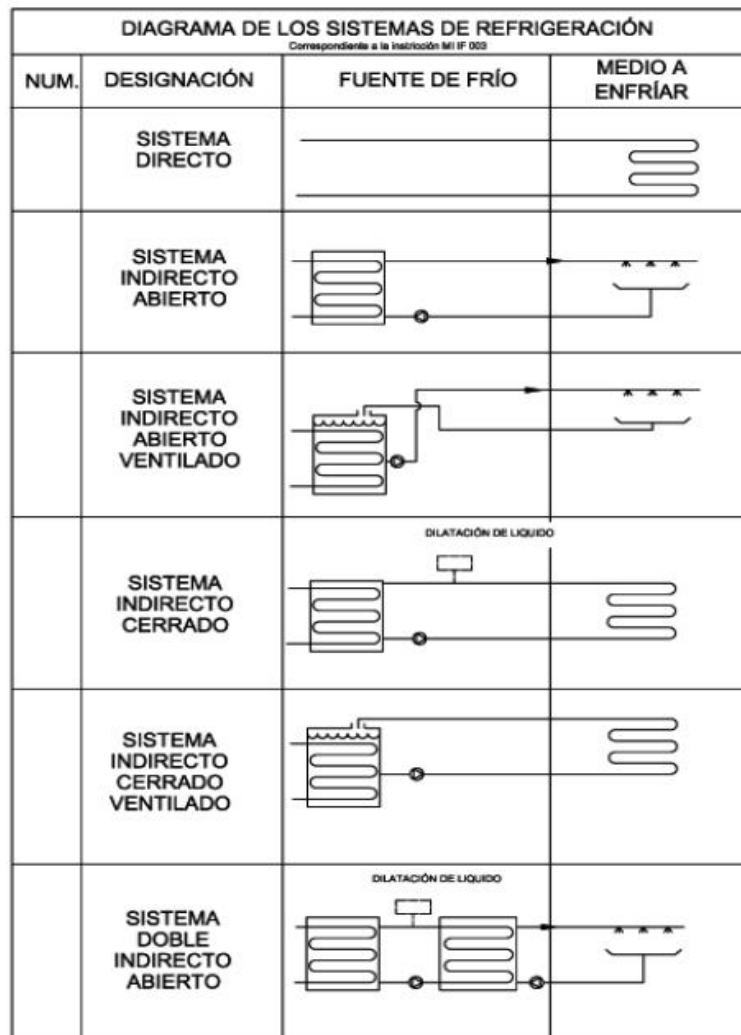 DIAGRAMA DE LOS SISTEMAS DE REFRIGERACIÓN
Correspondiente a la instricción MI IF 003
NUM.
DESIGNACIÓN
FUENTE DE FRÍO
MEDIO A
ENFRÍAR
SISTEMA
DIRECTO
SISTEMA
INDIRECTO
ABIERTO
SISTEMA
INDIRECTO
ABIERTO
VENTILADO
DILATACIÓN DE LIQUIDO
SISTEMA
INDIRECTO
CERRADO
SISTEMA
INDIRECTO
CERRADO
VENTILADO
DILATACIÓN DE LIQUIDO
SISTEMA
DOBLE
INDIRECTO
ABIERTO